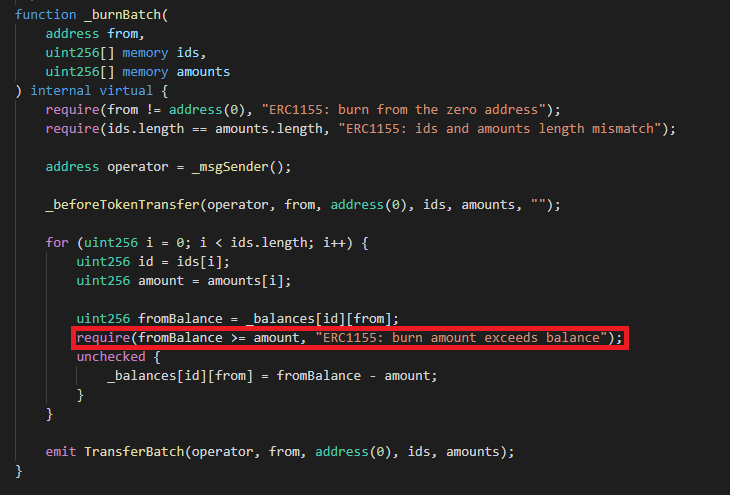 function _burnBatch(
    address from,
    uint256[] memory ids,
    uint256[] memory amounts
) internal virtual {
    require(from != address(0), "ERC1155: burn from the zero address");
    require(ids.length == amounts.length, "ERC1155: ids and amounts length mismatch");
    address operator = _msgSender();
    _beforeTokenTransfer(operator, from, address(0), ids, amounts, "");
    for (uint256 i = 0; i < ids.length; i++) {
        uint256 id = ids[i];
        uint256 amount = amounts[i];
        uint256 fromBalance = _balances[id][from];
        require(fromBalance >= amount, "ERC1155: burn amount exceeds balance");
        unchecked {
            _balances[id][from] = fromBalance - amount;
        }
    }
    emit TransferBatch(operator, from, address(0), ids, amounts);
}